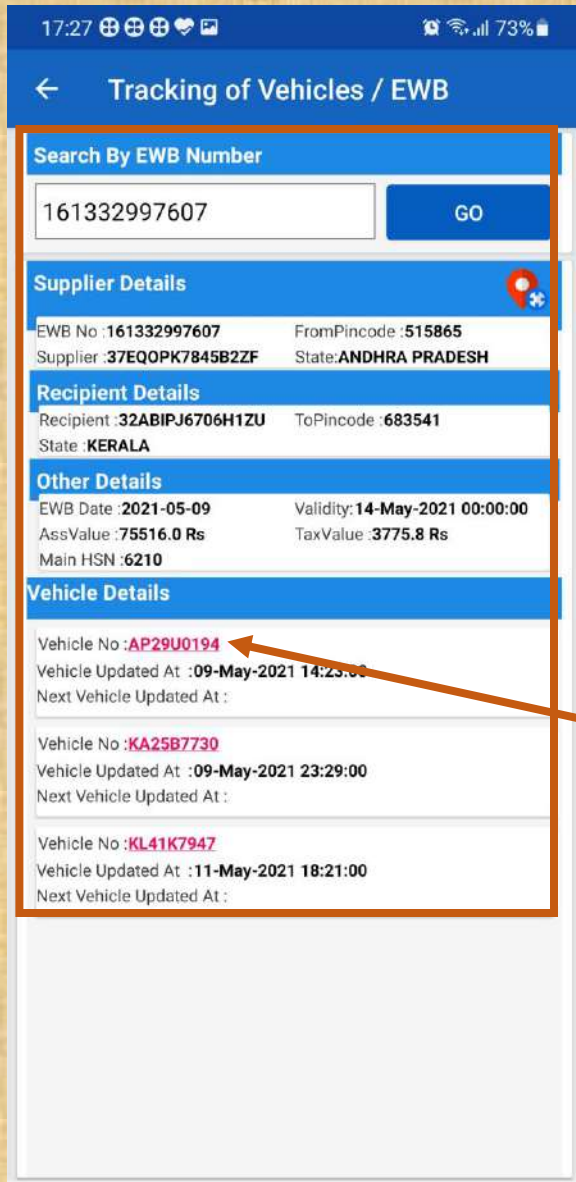 17:27 73%
Tracking of Vehicles / EWB
Search By EWB Number
161332997607 GO
Supplier Details
EWB No :161332997607 FromPincode :515865
Supplier :37EQOPK7845B2ZF State:ANDHRA PRADESH
Recipient Details
Recipient :32ABIPJ6706H1ZU ToPincode :683541
State :KERALA
Other Details
EWB Date :2021-05-09 Validity:14-May-2021 00:00:00
AssValue :75516.0 Rs TaxValue :3775.8 Rs
Main HSN :6210
Vehicle Details
Vehicle No :AP29U0194
Vehicle Updated At :09-May-2021 14:23:00
Next Vehicle Updated At :
Vehicle No :KA25B7730
Vehicle Updated At :09-May-2021 23:29:00
Next Vehicle Updated At :
Vehicle No :KL41K7947
Vehicle Updated At :11-May-2021 18:21:00
Next Vehicle Updated At :